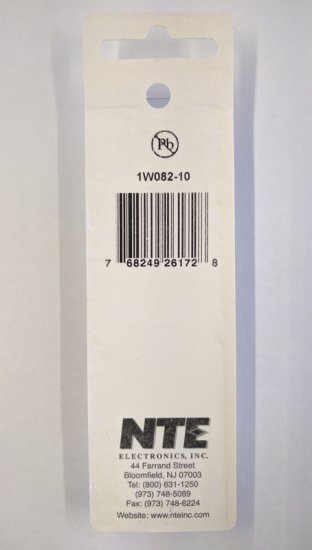 Pb
1W082-10
7 68249 26172 8
NTE
ELECTRONICS, INC.
44 Farrand Street
Bloomfield, NJ 07003
Tel: (800) 631-1250
(973) 748-5089
Fax: (973) 748-6224
Website: www.nteinc.com